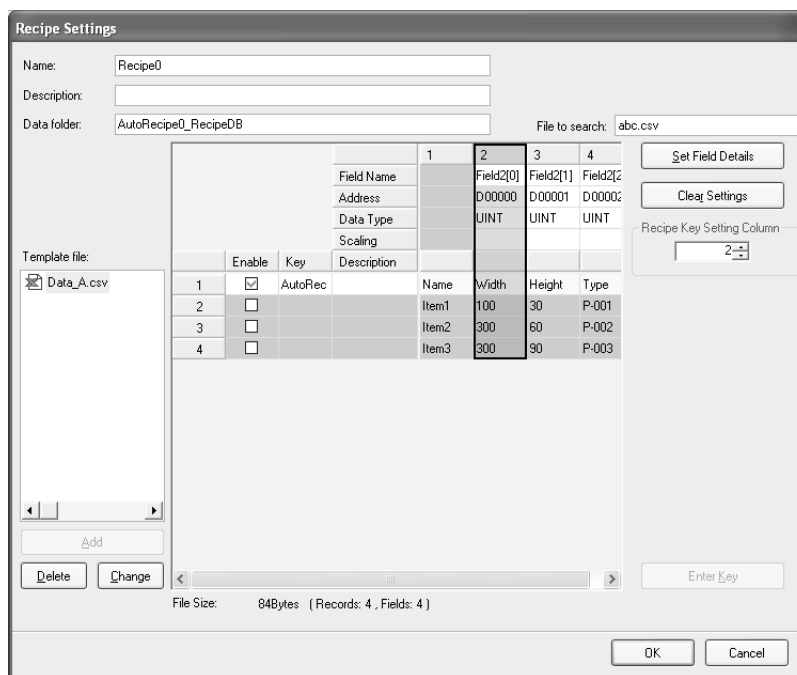 Recipe Settings
Name: Recipe0
Description:
Data folder: AutoRecipe0_RecipeDB File to search: abc.csv
1 2 3 4 Set Field Details
Field Name Field2[0] Field2[1] Field2[2
Address D00000 D00001 D00002 Clear Settings
Data Type UINT UINT UINT
Recipe Key Setting Column
Scaling
2
Template file: Enable Key Description
Data_A.csv 1 AutoRec Name Width Height Type
2 Item1 100 30 P-001
3 Item2 300 60 P-002
4 Item3 300 90 P-003
Add
Delete Change Enter Key
File Size: 84Bytes ( Records: 4 , Fields: 4 )
OK Cancel